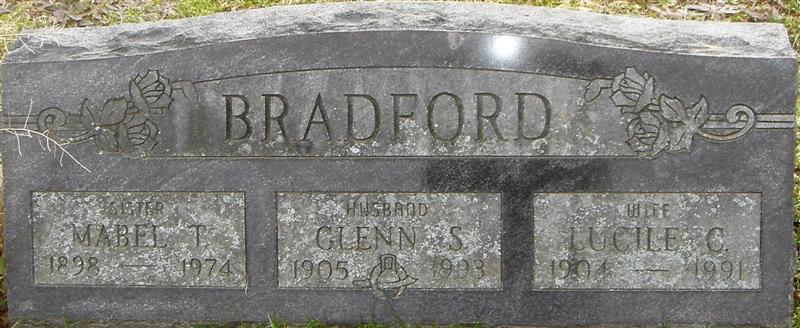 BRADFORD
SISTER
MABEL T.
1898 — 1974
HUSBAND
GLENN S.
1905 1993
WIFE
LUCILE C.
1904 — 1991